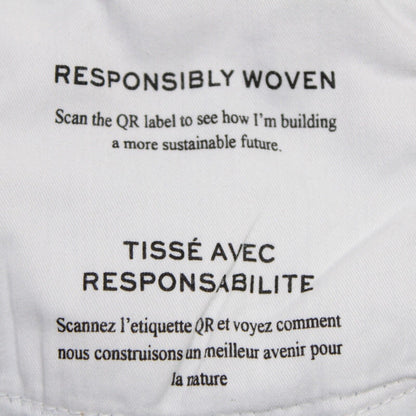 RESPONSIBLY WOVEN
Scan the QR label to see how I'm building
a more sustainable future.
TISSÉ AVEC
RESPONSABILITE
Scannez l'etiquette QR et voyez comment
nous construisons un meilleur avenir pour
la nature